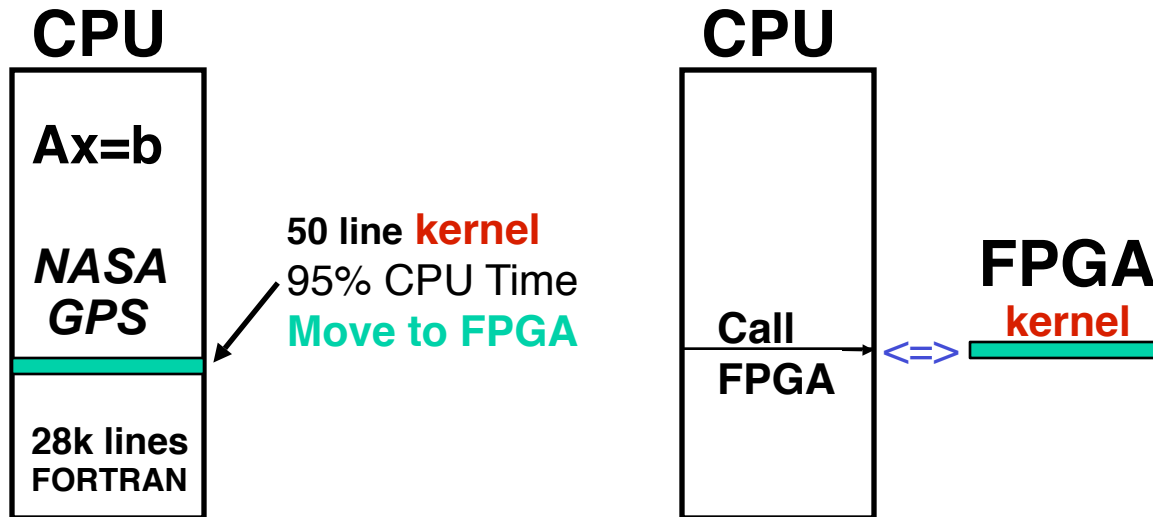 CPU
Ax=b
NASA
GPS
28k lines
FORTRAN
50 line kernel
95% CPU Time
Move to FPGA
CPU
Call
FPGA
<=>
FPGA
kernel